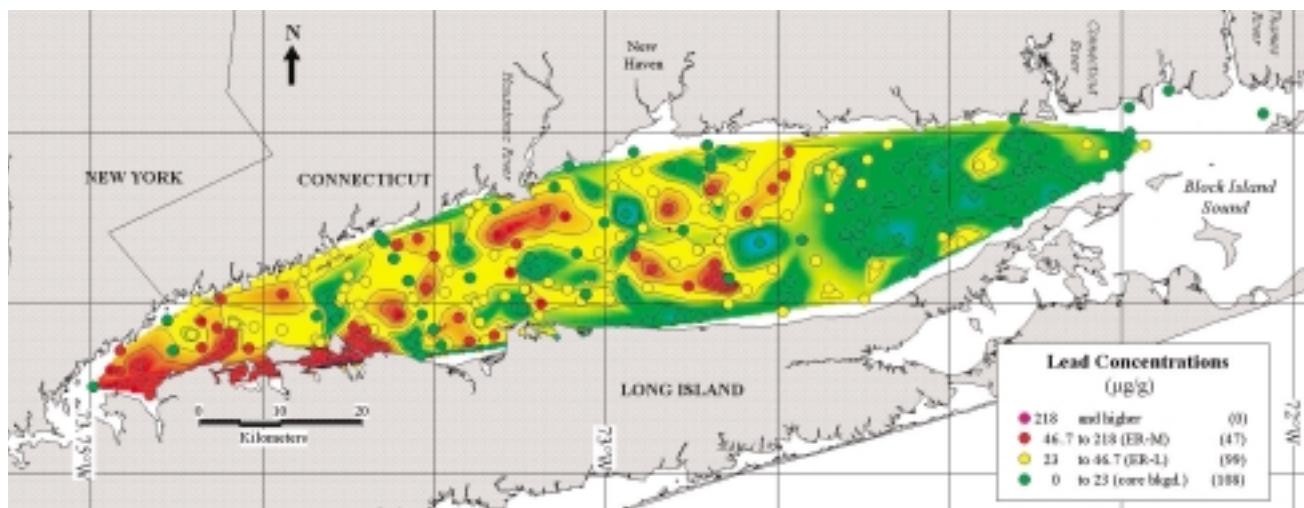 N
New
Haven
Housatonic River
Connecticut
River
Thames
River
NEW YORK
CONNECTICUT
Block Island
Sound
LONG ISLAND
0 10 20
Kilometers
73.75°W
73°W
72°W
Lead Concentrations
(µg/g)
218 and higher (0)
46.7 to 218 (ER-M) (47)
23 to 46.7 (ER-L) (99)
0 to 23 (core bkgd.) (108)